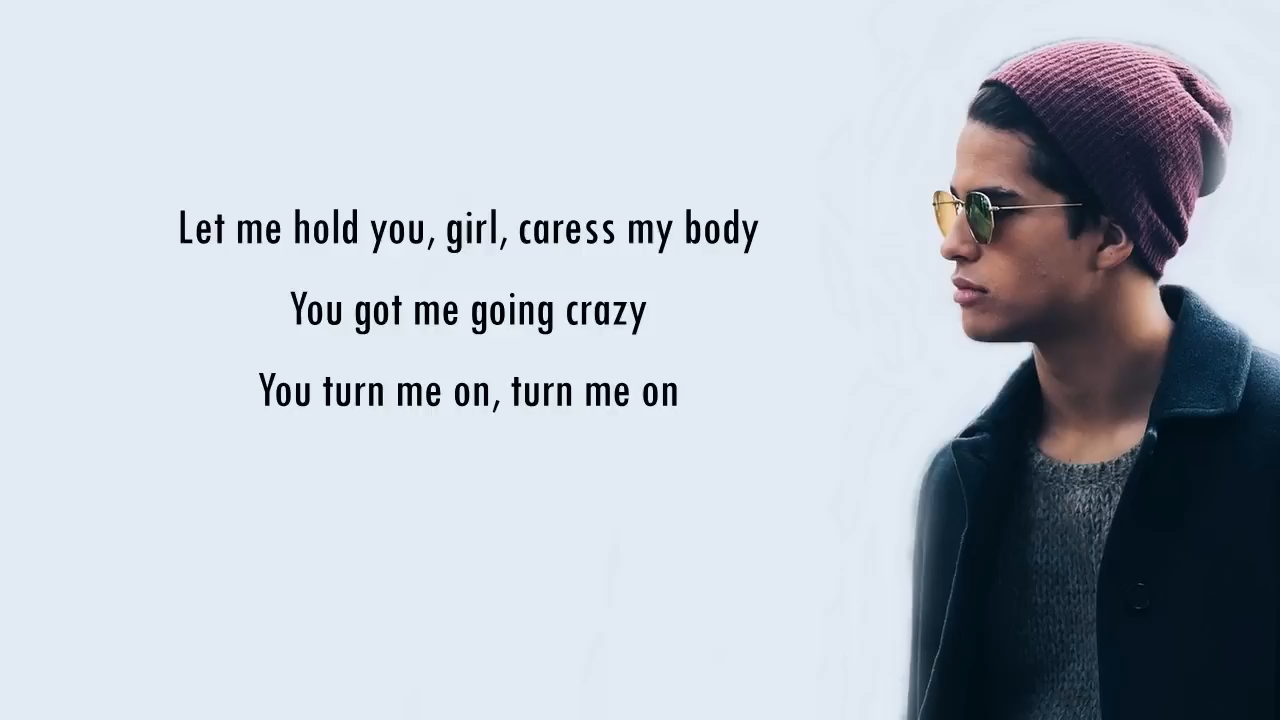 Let me hold you, girl, caress my body
You got me going crazy
You turn me on, turn me on